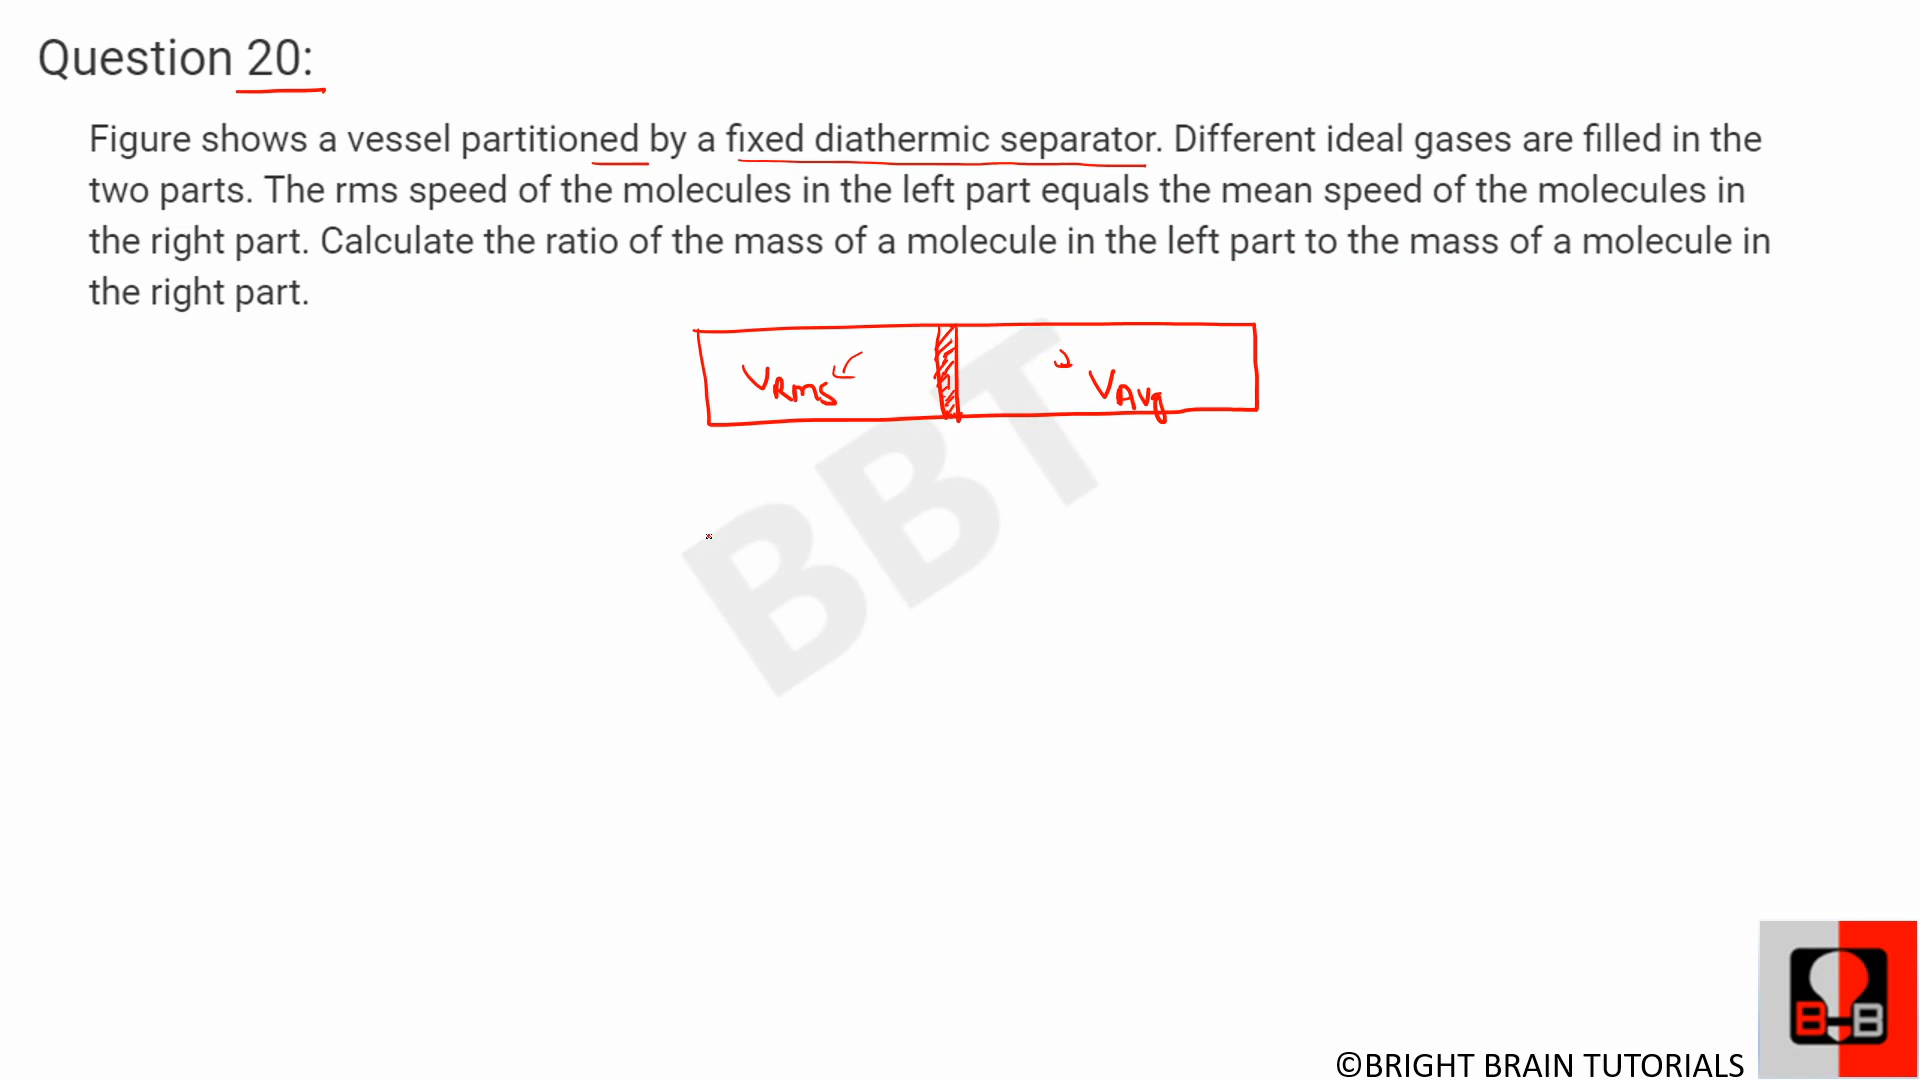 Question 20:
Figure shows a vessel partitioned by a fixed diathermic separator. Different ideal gases are filled in the
two parts. The rms speed of the molecules in the left part equals the mean speed of the molecules in
the right part. Calculate the ratio of the mass of a molecule in the left part to the mass of a molecule in
the right part.
VRms
VAvg
BBT
B-B
©BRIGHT BRAIN TUTORIALS